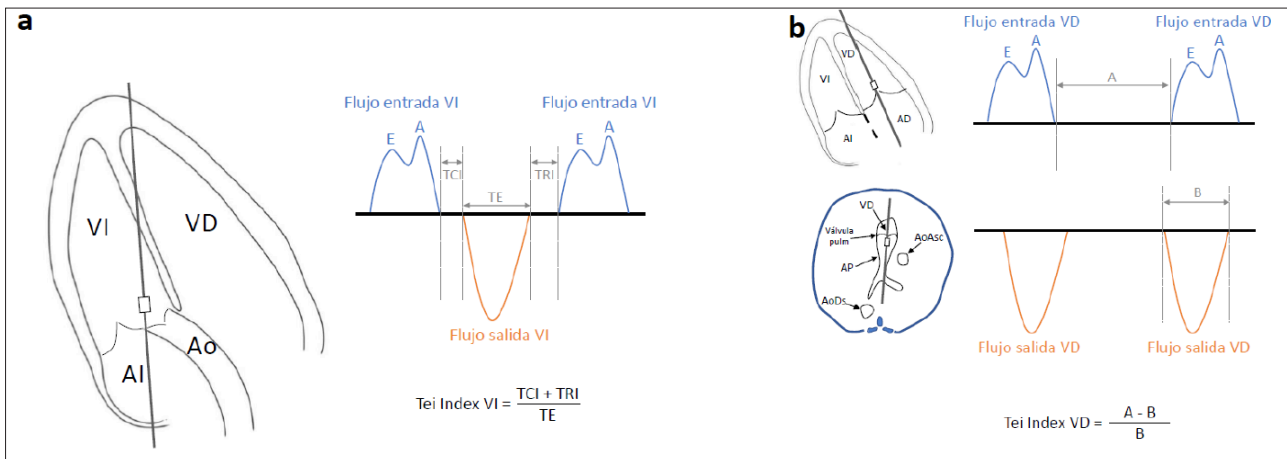 a
VI
VD
AI
Ao
Flujo entrada VI
Flujo entrada VI
E
A
E
A
TCI
TRI
TE
Flujo salida VI
Tei Index VI = TCI + TRI
TE
b
VD
VI
AD
AI
Flujo entrada VD
Flujo entrada VD
E
A
E
A
A
VD
Válvula
pulm
AoAsc
AP
AoDs
B
Flujo salida VD
Flujo salida VD
Tei Index VD = A - B
B